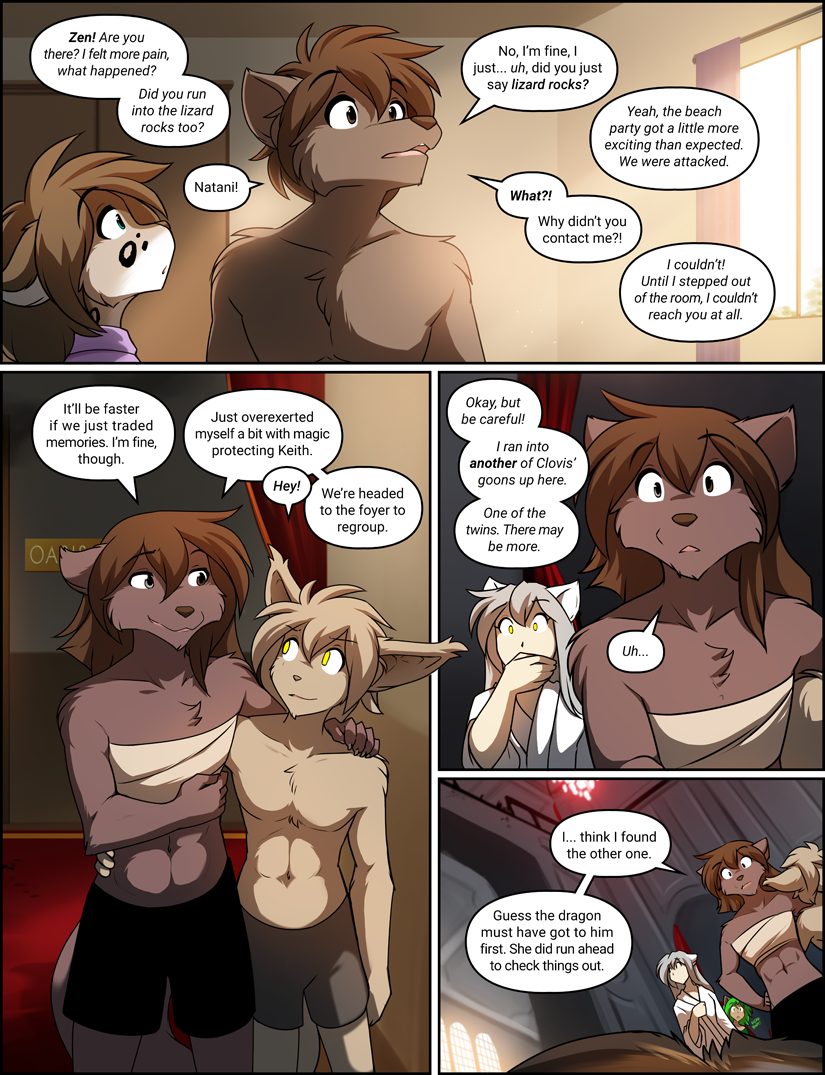 Zen! Are you
there? I felt more pain,
what happened?
Did you run
into the lizard
rocks too?
Natani!
No, I'm fine, I
just... uh, did you just
say lizard rocks?
Yeah, the beach
party got a little more
exciting than expected.
We were attacked.
What?!
Why didn't you
contact me?!
I couldn't!
Until I stepped out
of the room, I couldn't
reach you at all.
It'll be faster
if we just traded
memories. I'm fine,
though.
Just overexerted
myself a bit with magic
protecting Keith.
Hey!
We're headed
to the foyer to
regroup.
Okay, but
be careful!
I ran into
another of Clovis'
goons up here.
One of the
twins. There may
be more.
Uh...
I... think I found
the other one.
Guess the dragon
must have got to him
first. She did run ahead
to check things out.